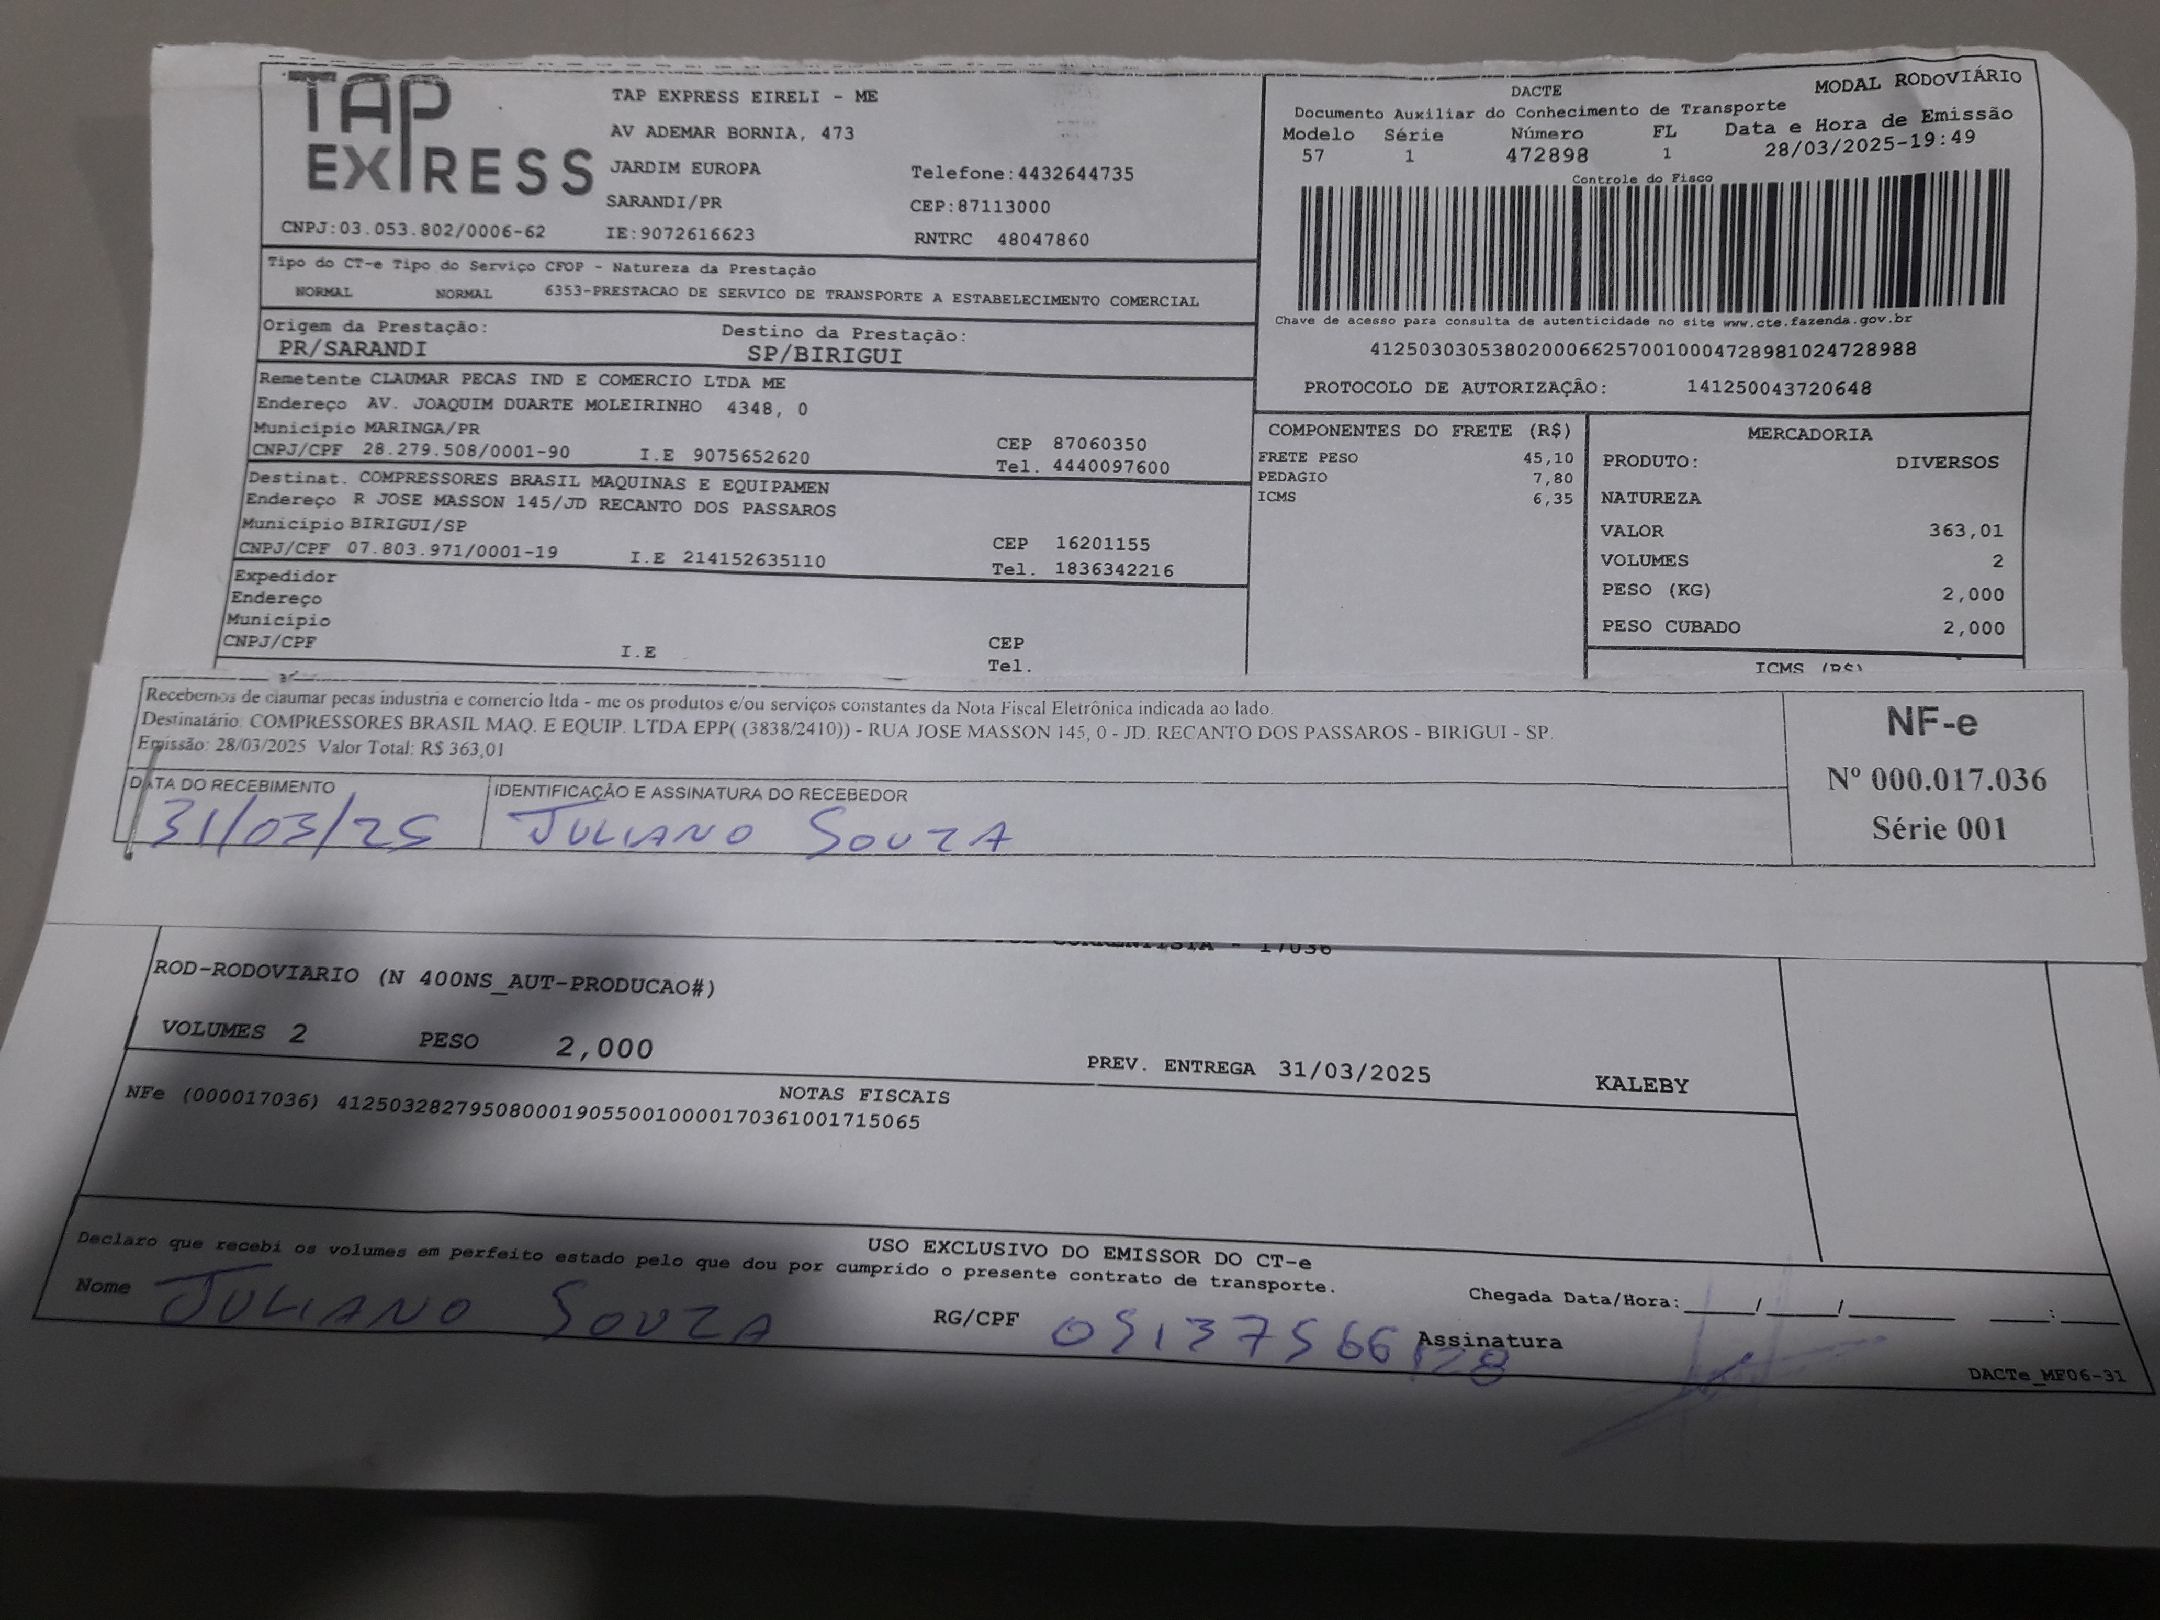 TAP EXPRESS
TAP EXPRESS EIRELI - ME
AV ADEMAR BORNIA, 473
JARDIM EUROPA Telefone:4432644735
SARANDI/PR CEP:87113000
CNPJ:03.053.802/0006-62 IE:9072616623 RNTRC 48047860
DACTE MODAL RODOVIÁRIO
Documento Auxiliar do Conhecimento de Transporte
Modelo Série Número FL Data e Hora de Emissão
57 1 472898 1 28/03/2025-19:49
Controle do Fisco
Chave de acesso para consulta de autenticidade no site www.cte.fazenda.gov.br
41250303053802000662570010004728981024728988
PROTOCOLO DE AUTORIZAÇÃO: 141250043720648
Tipo do CT-e Tipo do Serviço CFOP - Natureza da Prestação
NORMAL NORMAL 6353-PRESTACAO DE SERVICO DE TRANSPORTE A ESTABELECIMENTO COMERCIAL
Origem da Prestação: Destino da Prestação:
PR/SARANDI SP/BIRIGUI
Remetente CLAUMAR PECAS IND E COMERCIO LTDA ME
Endereço AV. JOAQUIM DUARTE MOLEIRINHO 4348, 0
Município MARINGA/PR CEP 87060350
CNPJ/CPF 28.279.508/0001-90 I.E 9075652620 Tel. 4440097600
Destinat. COMPRESSORES BRASIL MAQUINAS E EQUIPAMEN
Endereço R JOSE MASSON 145/JD RECANTO DOS PASSAROS
Município BIRIGUI/SP CEP 16201155
CNPJ/CPF 07.803.971/0001-19 I.E 214152635110 Tel. 1836342216
Expedidor
Endereço
Município
CNPJ/CPF I.E CEP
Tel.
COMPONENTES DO FRETE (R$)
FRETE PESO 45,10
PEDAGIO 7,80
ICMS 6,35
MERCADORIA
PRODUTO: DIVERSOS
NATUREZA
VALOR 363,01
VOLUMES 2
PESO (KG) 2,000
PESO CUBADO 2,000
ICMS (R$)
Recebemos de claumar pecas industria e comercio ltda - me os produtos e/ou serviços constantes da Nota Fiscal Eletrônica indicada ao lado.
Destinatário: COMPRESSORES BRASIL MAQ. E EQUIP. LTDA EPP( (3838/2410)) - RUA JOSE MASSON 145, 0 - JD. RECANTO DOS PASSAROS - BIRIGUI - SP.
Emissão: 28/03/2025 Valor Total: R$ 363,01
DATA DO RECEBIMENTO IDENTIFICAÇÃO E ASSINATURA DO RECEBEDOR
31/03/25 JULIANO SOUZA
NF-e
Nº 000.017.036
Série 001
CORRENTISTA - 17036
ROD-RODOVIARIO (N 400NS_AUT-PRODUCAO#)
VOLUMES 2 PESO 2,000 PREV. ENTREGA 31/03/2025 KALEBY
NOTAS FISCAIS
NFe (000017036) 41250328279508000190550010000170361001715065
USO EXCLUSIVO DO EMISSOR DO CT-e
Declaro que recebi os volumes em perfeito estado pelo que dou por cumprido o presente contrato de transporte.
Nome JULIANO SOUZA RG/CPF Assinatura
Chegada Data/Hora:_____/_____/________ ____:____
DACTe_MF06-31